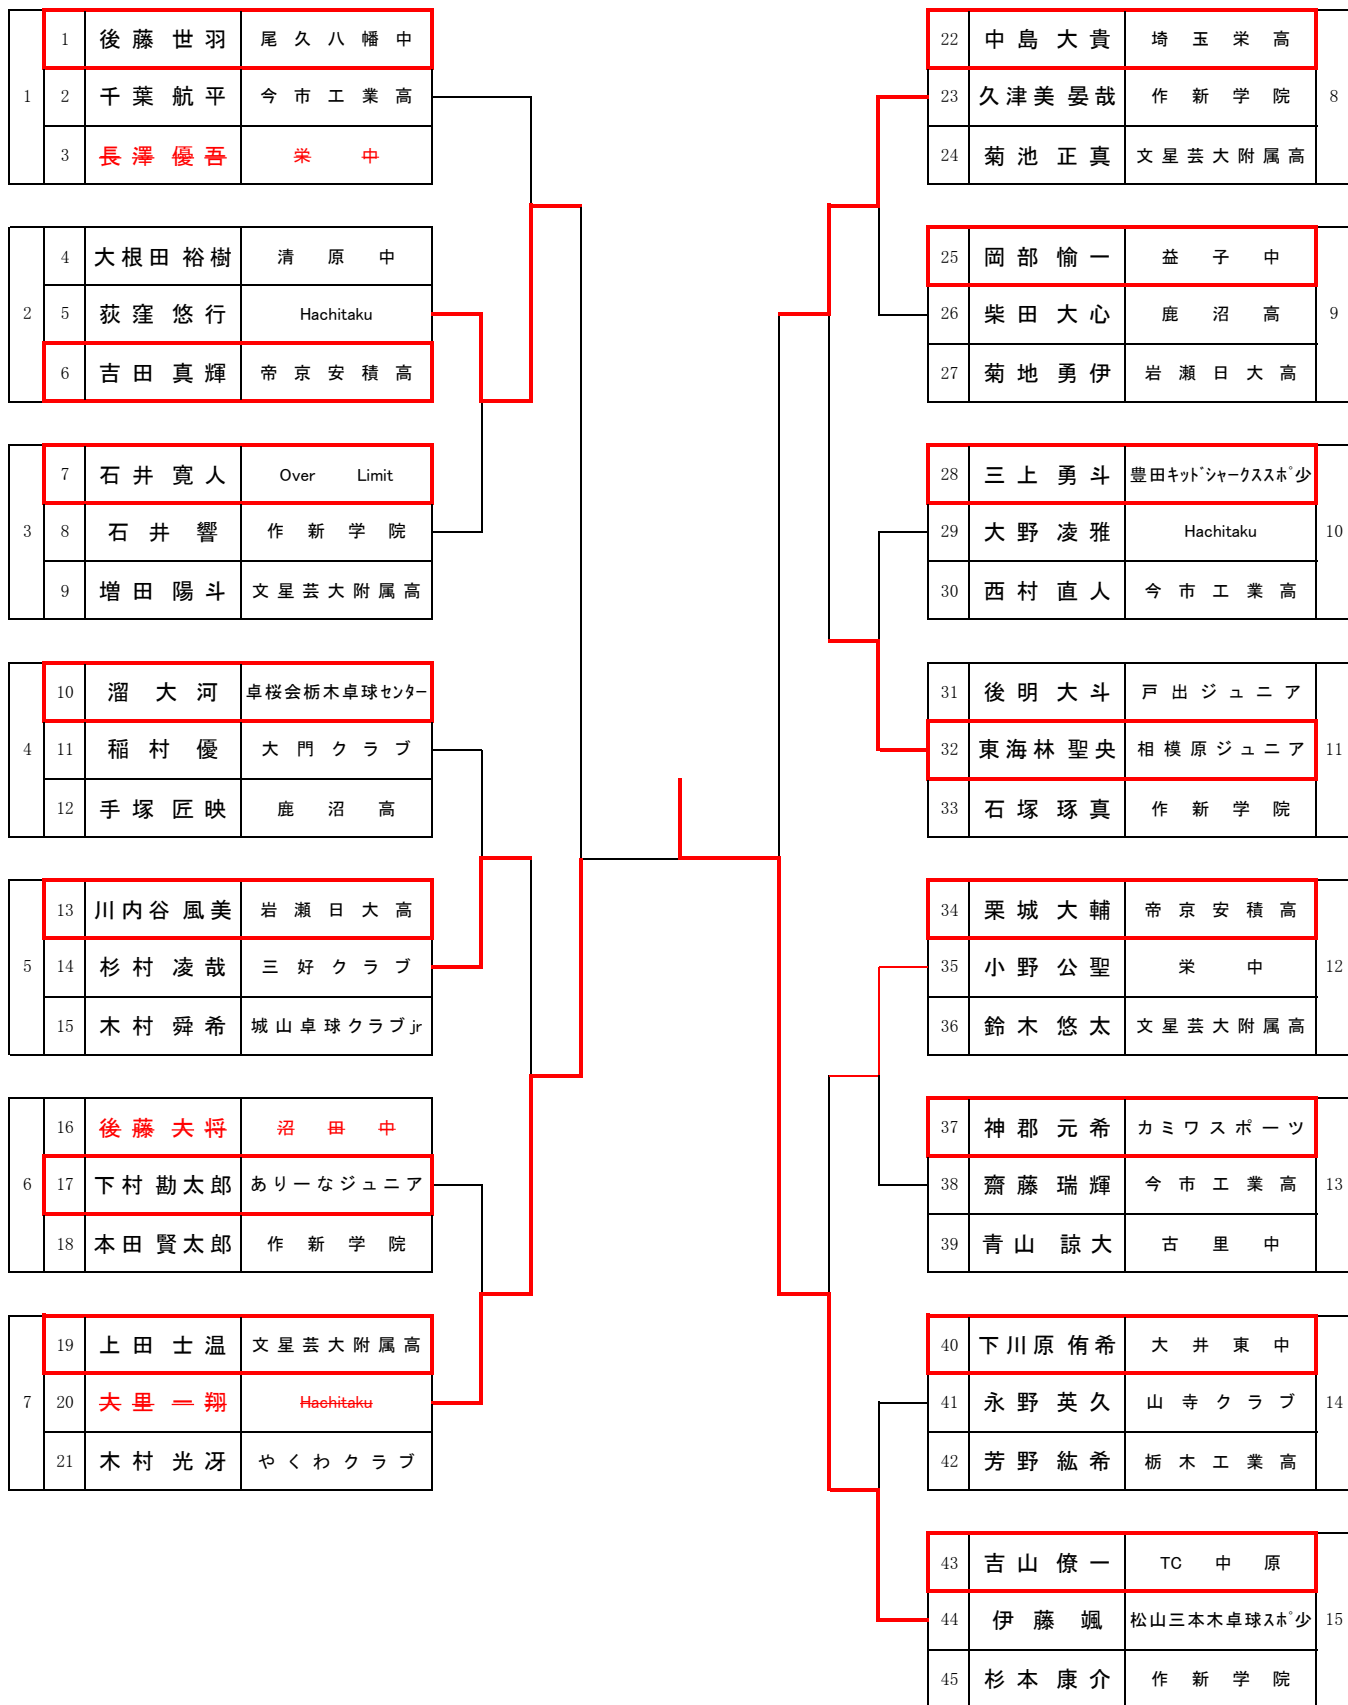 1
1 後藤 世羽 尾久八幡中
2 千葉 航平 今市工業高
3 長澤 優吾 栄中
2
4 大根田 裕樹 清原中
5 荻窪 悠行 Hachitaku
6 吉田 真輝 帝京安積高
3
7 石井 寛人 Over Limit
8 石井 響 作新学院
9 増田 陽斗 文星芸大附属高
4
10 溜 大河 卓桜会栃木卓球センター
11 稲村 優 大門クラブ
12 手塚 匠映 鹿沼高
5
13 川内谷 風美 岩瀬日大高
14 杉村 凌哉 三好クラブ
15 木村 舜希 城山卓球クラブjr
6
16 後藤 大将 沼田中
17 下村 勘太郎 ありーなジュニア
18 本田 賢太郎 作新学院
7
19 上田 士温 文星芸大附属高
20 大里 一翔 Hachitaku
21 木村 光冴 やくわクラブ
22 中島 大貴 埼玉栄高
23 久津美 晏哉 作新学院
24 菊池 正真 文星芸大附属高
8
25 岡部 愉一 益子中
26 柴田 大心 鹿沼高
27 菊地 勇伊 岩瀬日大高
9
28 三上 勇斗 豊田キッドシャークススポ少
29 大野 凌雅 Hachitaku
30 西村 直人 今市工業高
10
31 後明 大斗 戸出ジュニア
32 東海林 聖央 相模原ジュニア
33 石塚 琢真 作新学院
11
34 栗城 大輔 帝京安積高
35 小野 公聖 栄中
36 鈴木 悠太 文星芸大附属高
12
37 神郡 元希 カミワスポーツ
38 齋藤 瑞輝 今市工業高
39 青山 諒大 古里中
13
40 下川原 侑希 大井東中
41 永野 英久 山寺クラブ
42 芳野 紘希 栃木工業高
14
43 吉山 僚一 TC中原
44 伊藤 颯 松山三本木卓球スポ少
45 杉本 康介 作新学院
15